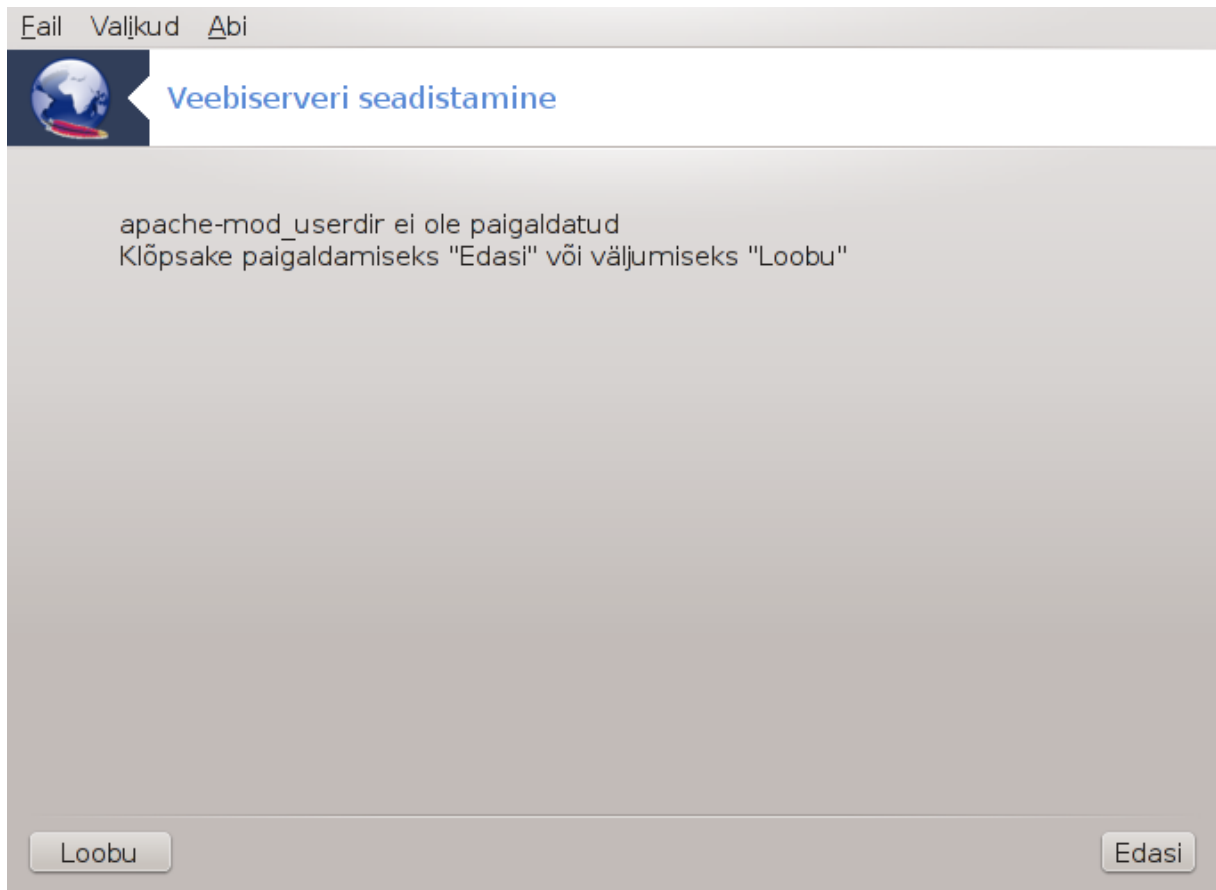 Fail Valikud Abi
Veebiserveri seadistamine
apache-mod_userdir ei ole paigaldatud
Klõpsake paigaldamiseks "Edasi" või väljumiseks "Loobu"
Loobu Edasi